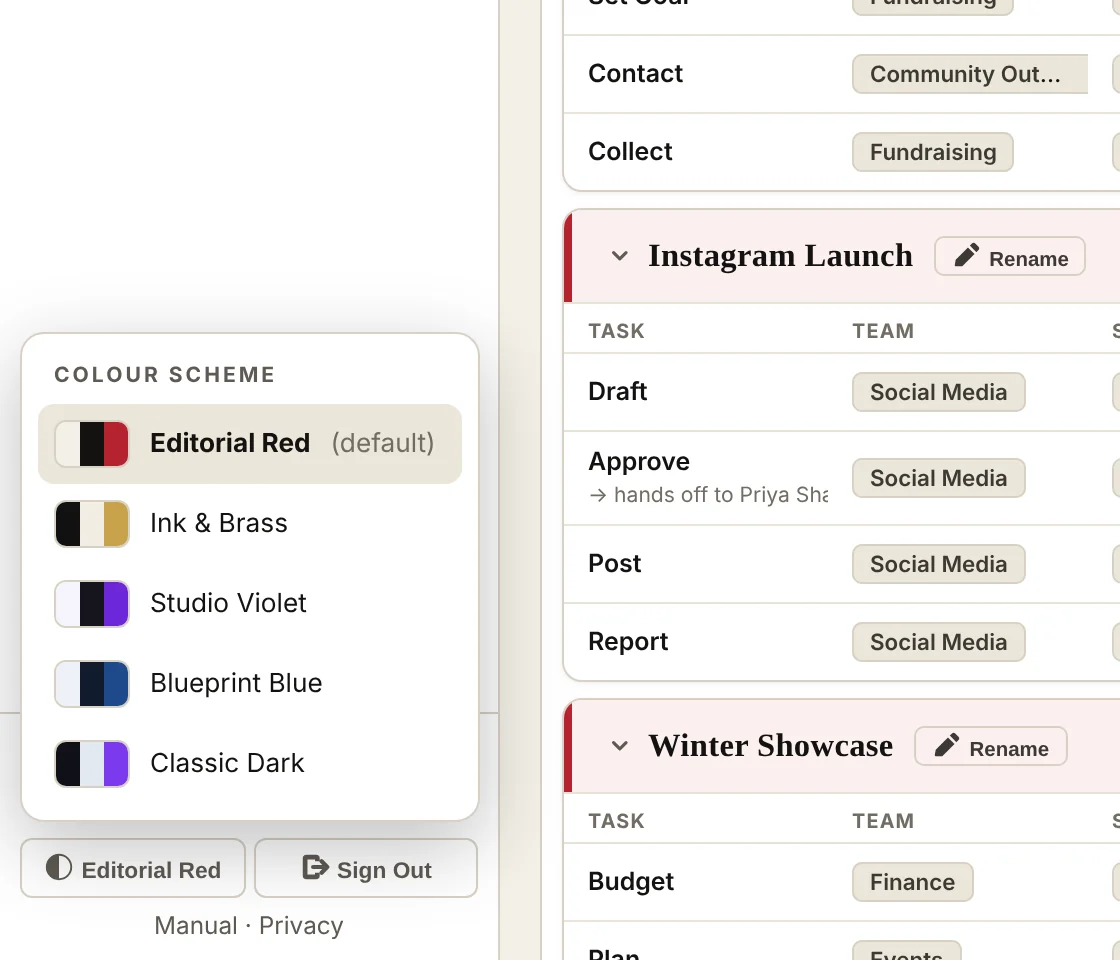 COLOUR SCHEME
Editorial Red (default)
Ink & Brass
Studio Violet
Blueprint Blue
Classic Dark
Editorial Red
Sign Out
Manual · Privacy
Contact Community Out...
Collect Fundraising
Instagram Launch Rename
TASK TEAM
Draft Social Media
Approve Social Media
→ hands off to Priya
Post Social Media
Report Social Media
Winter Showcase Rename
TASK TEAM
Budget Finance
Plan Events